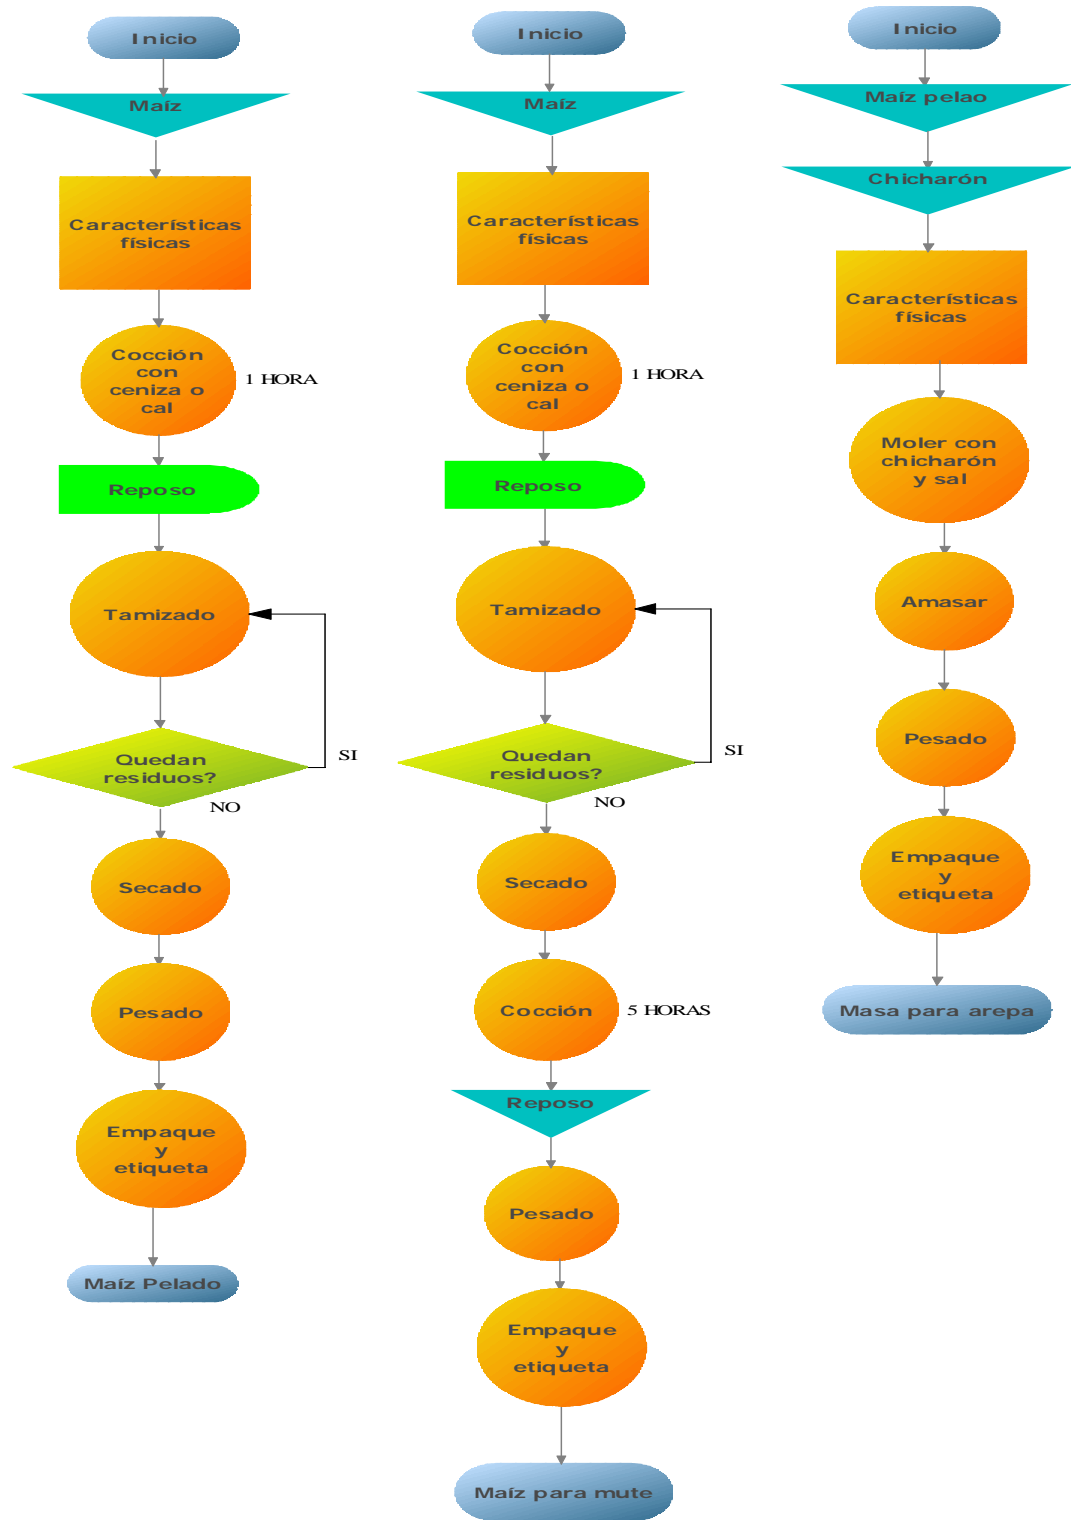 Inicio
Maíz
Características
físicas
Cocción
con
ceniza o
cal
1 HORA
Reposo
Tamizado
Quedan
residuos?
SI
NO
Secado
Pesado
Empaque
y
etiqueta
Maíz Pelado
Inicio
Maíz
Características
físicas
Cocción
con
ceniza o
cal
1 HORA
Reposo
Tamizado
Quedan
residuos?
SI
NO
Secado
Cocción
5 HORAS
Reposo
Pesado
Empaque
y
etiqueta
Maíz para mute
Inicio
Maíz pelao
Chicharón
Características
físicas
Moler con
chicharón
y sal
Amasar
Pesado
Empaque
y
etiqueta
Masa para arepa